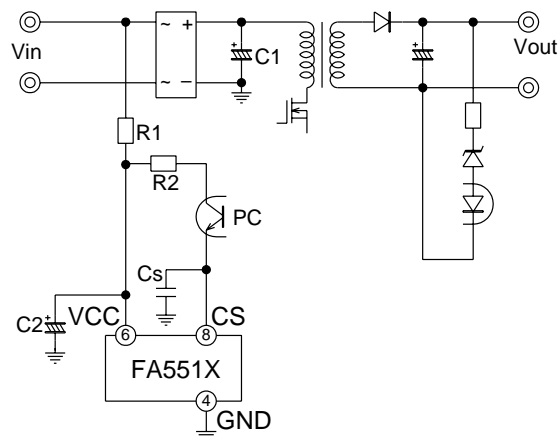 ~ +
C1
Vin
Vout
~ −
R1
R2
PC
Cs
C2
VCC
CS
6
8
FA551X
4
GND